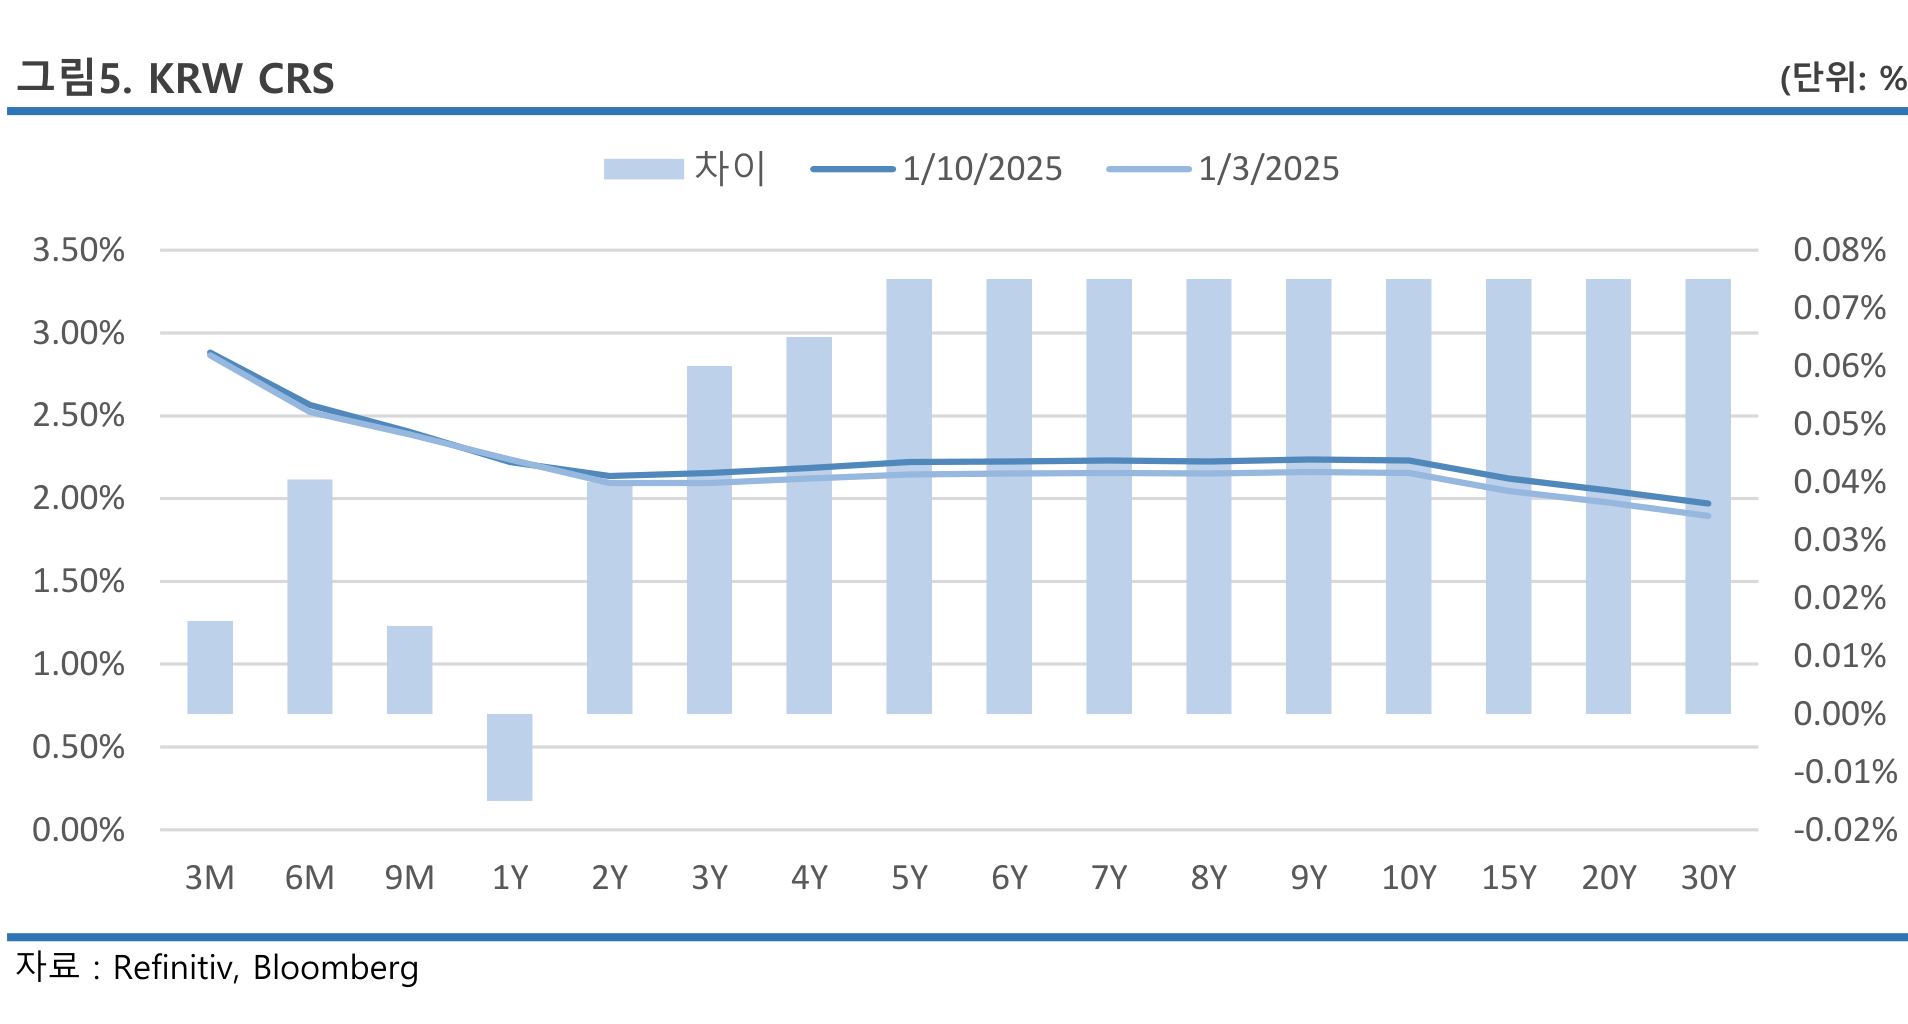 그림5. KRW CRS (단위: %
차이 1/10/2025 1/3/2025
3.50% 0.08%
3.00% 0.07%
2.50% 0.06%
2.00% 0.05%
1.50% 0.04%
1.00% 0.03%
0.50% 0.02%
0.00% 0.01%
0.00%
-0.01%
-0.02%
3M 6M 9M 1Y 2Y 3Y 4Y 5Y 6Y 7Y 8Y 9Y 10Y 15Y 20Y 30Y
자료 : Refinitiv, Bloomberg